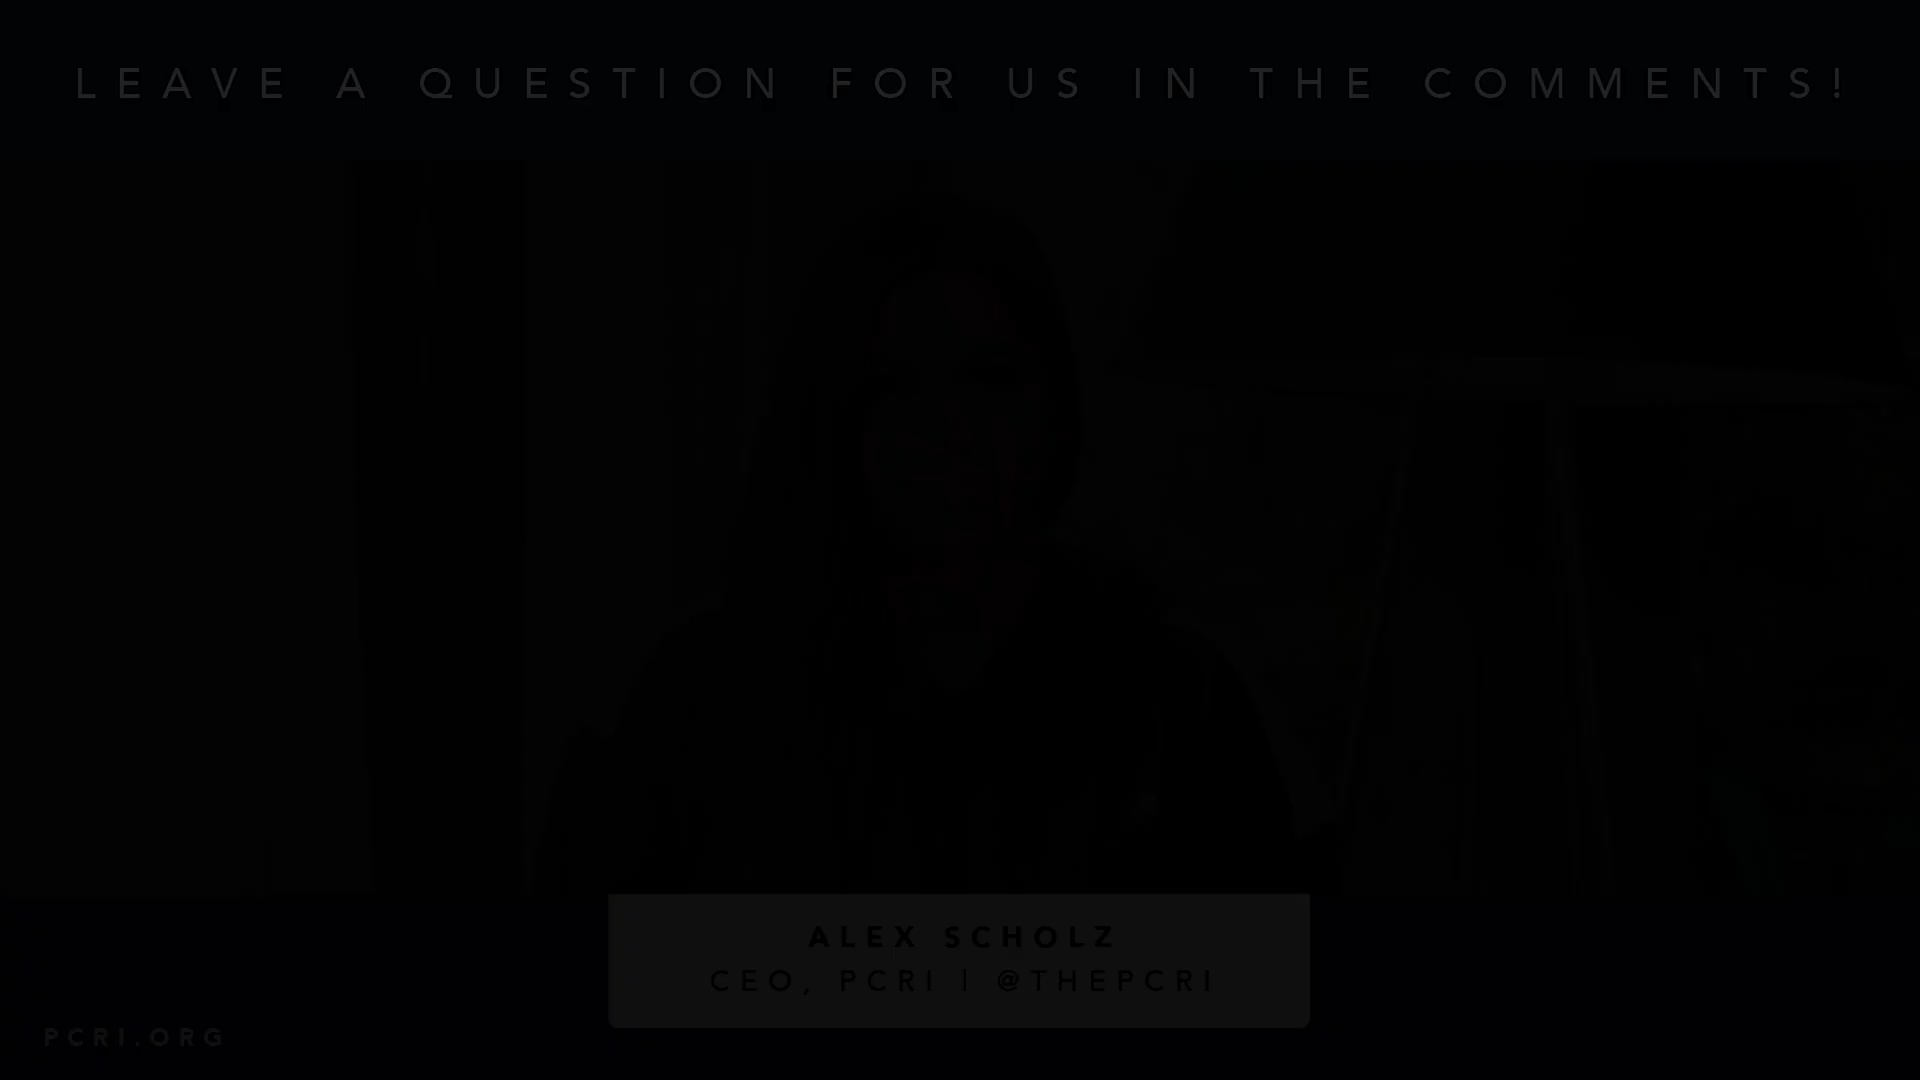 LEAVE A QUESTION FOR US IN THE COMMENTS!
ALEX SCHOLZ
CEO, PCRI | @THEPCRI
PCRI.ORG